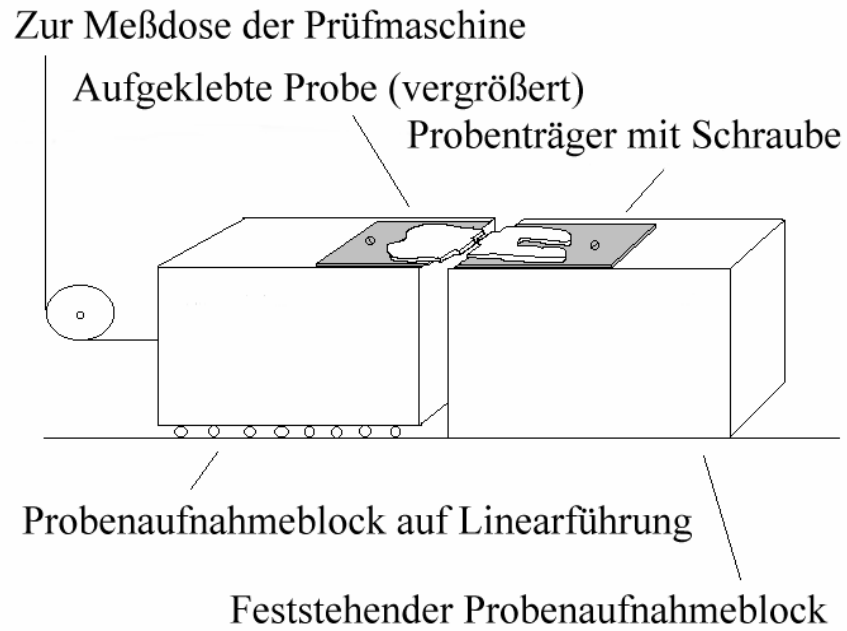 Zur Meßdose der Prüfmaschine
Aufgeklebte Probe (vergrößert)
Probenträger mit Schraube
Probenaufnahmeblock auf Linearführung
Feststehender Probenaufnahmeblock